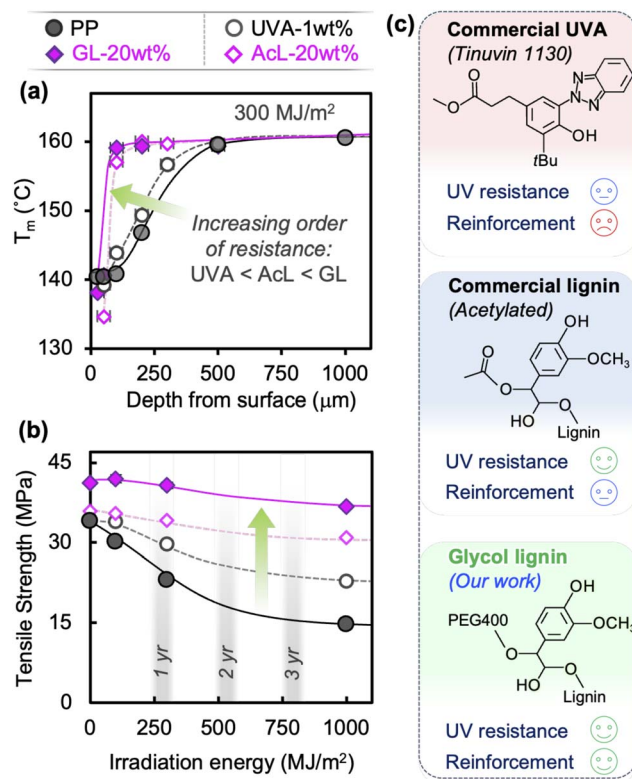 PP
UVA-1wt%
GL-20wt%
AcL-20wt%
(a)
300 MJ/m²
160
150
140
130
Tm (˚C)
Increasing order
of resistance:
UVA < AcL < GL
0
250
500
750
1000
Depth from surface (μm)
(b)
45
30
15
0
Tensile Strength (MPa)
1 yr
2 yr
3 yr
0
250
500
750
1000
Irradiation energy (MJ/m²)
(c)
Commercial UVA
(Tinuvin 1130)
O
O
N
N
N
OH
tBu
UV resistance
Reinforcement
Commercial lignin
(Acetylated)
OH
OCH3
O
O
HO
O
Lignin
UV resistance
Reinforcement
Glycol lignin
(Our work)
OH
PEG400
OCH3
O
HO
O
Lignin
UV resistance
Reinforcement